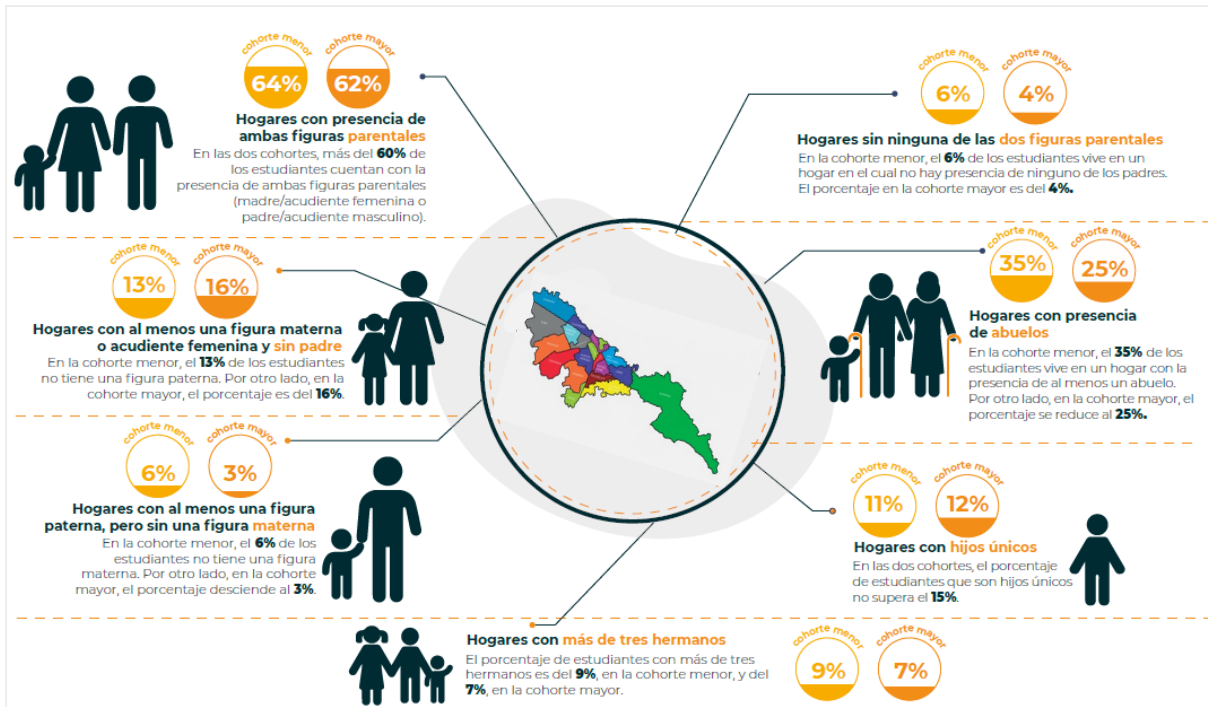 cohorte menor
cohorte mayor
64%
62%
Hogares con presencia de
ambas figuras parentales
En las dos cohortes, más del 60% de
los estudiantes cuentan con la
presencia de ambas figuras parentales
(madre/acudiente femenina o
padre/acudiente masculino).
cohorte menor
cohorte mayor
13%
16%
Hogares con al menos una figura materna
o acudiente femenina y sin padre
En la cohorte menor, el 13% de los estudiantes
no tiene una figura paterna. Por otro lado, en la
cohorte mayor, el porcentaje es del 16%.
cohorte menor
cohorte mayor
6%
3%
Hogares con al menos una figura
paterna, pero sin una figura materna
En la cohorte menor, el 6% de los
estudiantes no tiene una figura
materna. Por otro lado, en la cohorte
mayor, el porcentaje desciende al 3%.
cohorte menor
cohorte mayor
6%
4%
Hogares sin ninguna de las dos figuras parentales
En la cohorte menor, el 6% de los estudiantes vive en un
hogar en el cual no hay presencia de ninguno de los padres.
El porcentaje en la cohorte mayor es del 4%.
cohorte menor
cohorte mayor
35%
25%
Hogares con presencia
de abuelos
En la cohorte menor, el 35% de los
estudiantes vive en un hogar con la
presencia de al menos un abuelo.
Por otro lado, en la cohorte mayor, el
porcentaje se reduce al 25%.
cohorte menor
cohorte mayor
11%
12%
Hogares con hijos únicos
En las dos cohortes, el porcentaje
de estudiantes que son hijos únicos
no supera el 15%.
Hogares con más de tres hermanos
El porcentaje de estudiantes con más de tres
hermanos es del 9%, en la cohorte menor, y del
7%, en la cohorte mayor.
cohorte menor
cohorte mayor
9%
7%